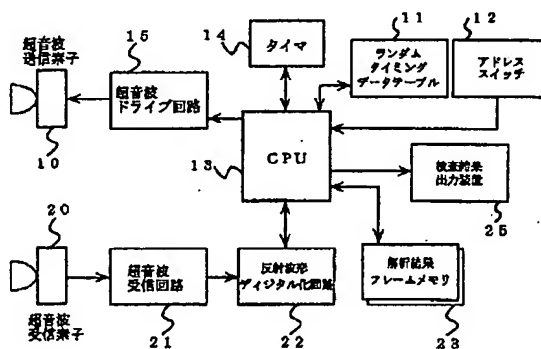 超音波
送信素子
10
15
超音波
ドライブ回路
14
タイマ
11
ランダム
タイミング
データテーブル
12
アドレス
スイッチ
13
CPU
検査結果
出力装置
25
20
超音波
受信素子
超音波
受信回路
21
反射波形
ディジタル化回路
22
解析結果
フレームメモリ
23